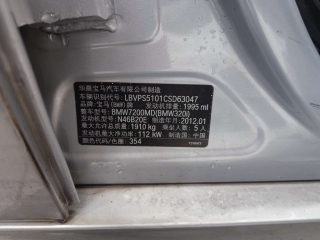 华晨宝马汽车有限公司制造
车辆识别代号: LBVPS5101CSD63047
品牌: 宝马(BMW)牌 发动机排量: 1995 ml
整车型号: BMW7200MD(BMW320i)
发动机型号: N46B20E 制造年月: 2012.01
最大允许总质量: 1910 kg 乘坐人数: 5 人
发动机最大净功率: 112 kW 制造国: 中国
内饰代码/色圈: 354